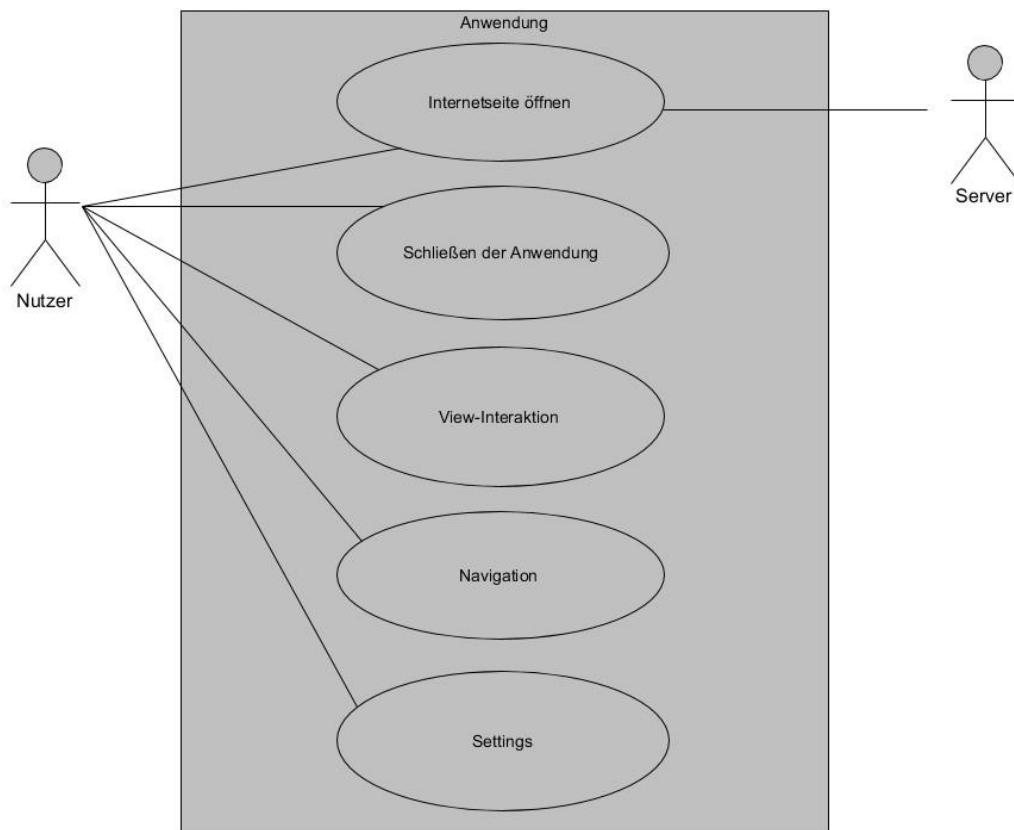 Anwendung
Internetseite öffnen
Server
Schließen der Anwendung
Nutzer
View-Interaktion
Navigation
Settings